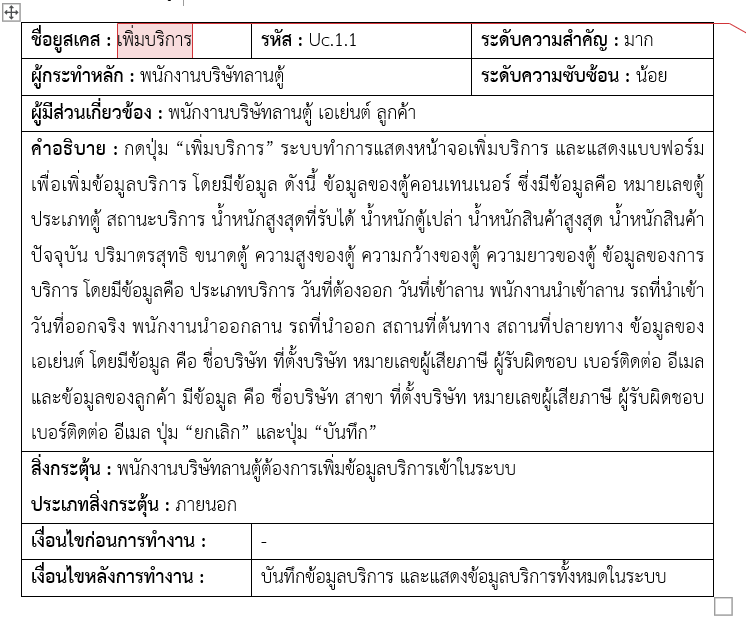 ชื่อยูสเคส : เพิ่มบริการ รหัส : Uc.1.1 ระดับความสำคัญ : มาก
ผู้กระทำหลัก : พนักงานบริษัทลานตู้ ระดับความซับซ้อน : น้อย
ผู้มีส่วนเกี่ยวข้อง : พนักงานบริษัทลานตู้ เอเย่นต์ ลูกค้า
คำอธิบาย : กดปุ่ม “เพิ่มบริการ” ระบบทำการแสดงหน้าจอเพิ่มบริการ และแสดงแบบฟอร์ม
เพื่อเพิ่มข้อมูลบริการ โดยมีข้อมูล ดังนี้ ข้อมูลของตู้คอนเทนเนอร์ ซึ่งมีข้อมูลคือ หมายเลขตู้
ประเภทตู้ สถานะบริการ น้ำหนักสูงสุดที่รับได้ น้ำหนักตู้เปล่า น้ำหนักสินค้าสูงสุด น้ำหนักสินค้า
ปัจจุบัน ปริมาตรสุทธิ ขนาดตู้ ความสูงของตู้ ความกว้างของตู้ ความยาวของตู้ ข้อมูลของการ
บริการ โดยมีข้อมูลคือ ประเภทบริการ วันที่ต้องออก วันที่เข้าลาน พนักงานนำเข้าลาน รถที่นำเข้า
วันที่ออกจริง พนักงานนำออกลาน รถที่นำออก สถานที่ต้นทาง สถานที่ปลายทาง ข้อมูลของ
เอเย่นต์ โดยมีข้อมูล คือ ชื่อบริษัท ที่ตั้งบริษัท หมายเลขผู้เสียภาษี ผู้รับผิดชอบ เบอร์ติดต่อ อีเมล
และข้อมูลของลูกค้า มีข้อมูล คือ ชื่อบริษัท สาขา ที่ตั้งบริษัท หมายเลขผู้เสียภาษี ผู้รับผิดชอบ
เบอร์ติดต่อ อีเมล ปุ่ม “ยกเลิก” และปุ่ม “บันทึก”
สิ่งกระตุ้น : พนักงานบริษัทลานตู้ต้องการเพิ่มข้อมูลบริการเข้าในระบบ
ประเภทสิ่งกระตุ้น : ภายนอก
เงื่อนไขก่อนการทำงาน : -
เงื่อนไขหลังการทำงาน : บันทึกข้อมูลบริการ และแสดงข้อมูลบริการทั้งหมดในระบบ